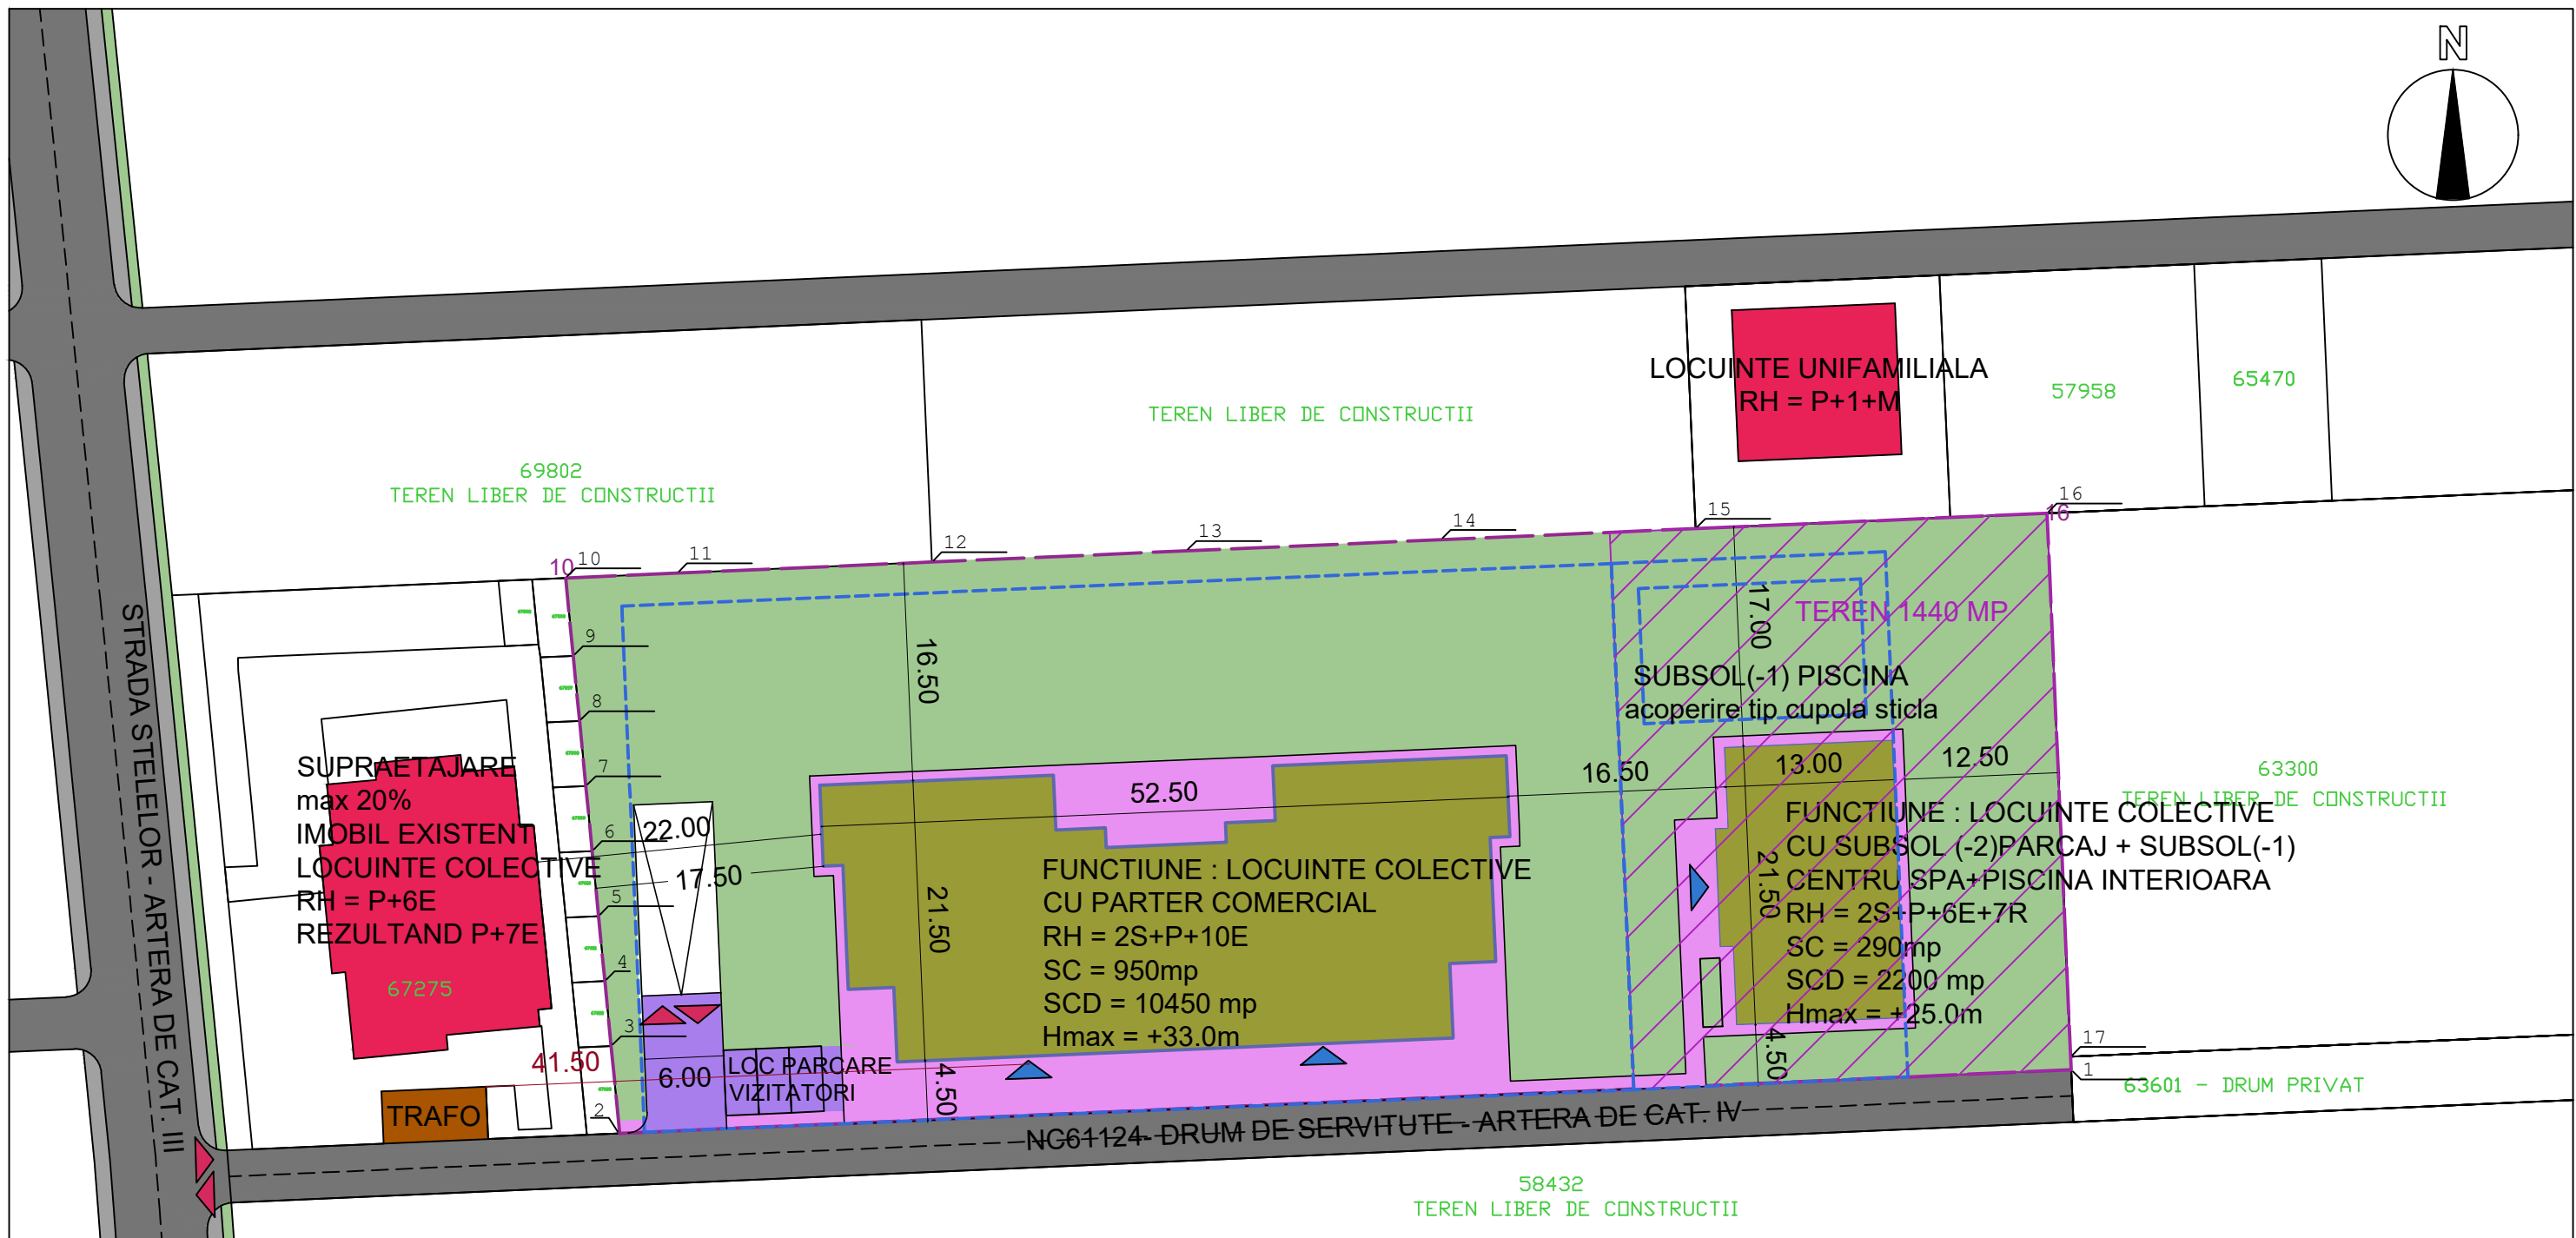 N
LOCUINTE UNIFAMILIALA
RH = P+1+M
57958
65470
TEREN LIBER DE CONSTRUCTII
69802
TEREN LIBER DE CONSTRUCTII
10
10
11
12
13
14
15
16
16
9
8
7
6
5
4
3
2
17
1
STRADA STELELOR - ARTERA DE CAT. III
16.50
17.00
TEREN 1440 MP
SUBSOL(-1) PISCINA
acoperire tip cupola sticla
SUPRAETAJARE
max 20%
IMOBIL EXISTENT
LOCUINTE COLECTIVE
RH = P+6E
REZULTAND P+7E
67275
22.00
17.50
52.50
16.50
13.00
12.50
63300
TEREN LIBER DE CONSTRUCTII
21.50
FUNCTIUNE : LOCUINTE COLECTIVE
CU PARTER COMERCIAL
RH = 2S+P+10E
SC = 950mp
SCD = 10450 mp
Hmax = +33.0m
21.50
FUNCTIUNE : LOCUINTE COLECTIVE
CU SUBSOL (-2)PARCAJ + SUBSOL(-1)
CENTRU SPA+PISCINA INTERIOARA
RH = 2S+P+6E+7R
SC = 290mp
SCD = 2200 mp
Hmax = +25.0m
41.50
6.00
LOC PARCARE
VIZITATORI
4.50
4.50
TRAFO
63601 - DRUM PRIVAT
NC61124- DRUM DE SERVITUTE - ARTERA DE CAT. IV
58432
TEREN LIBER DE CONSTRUCTII